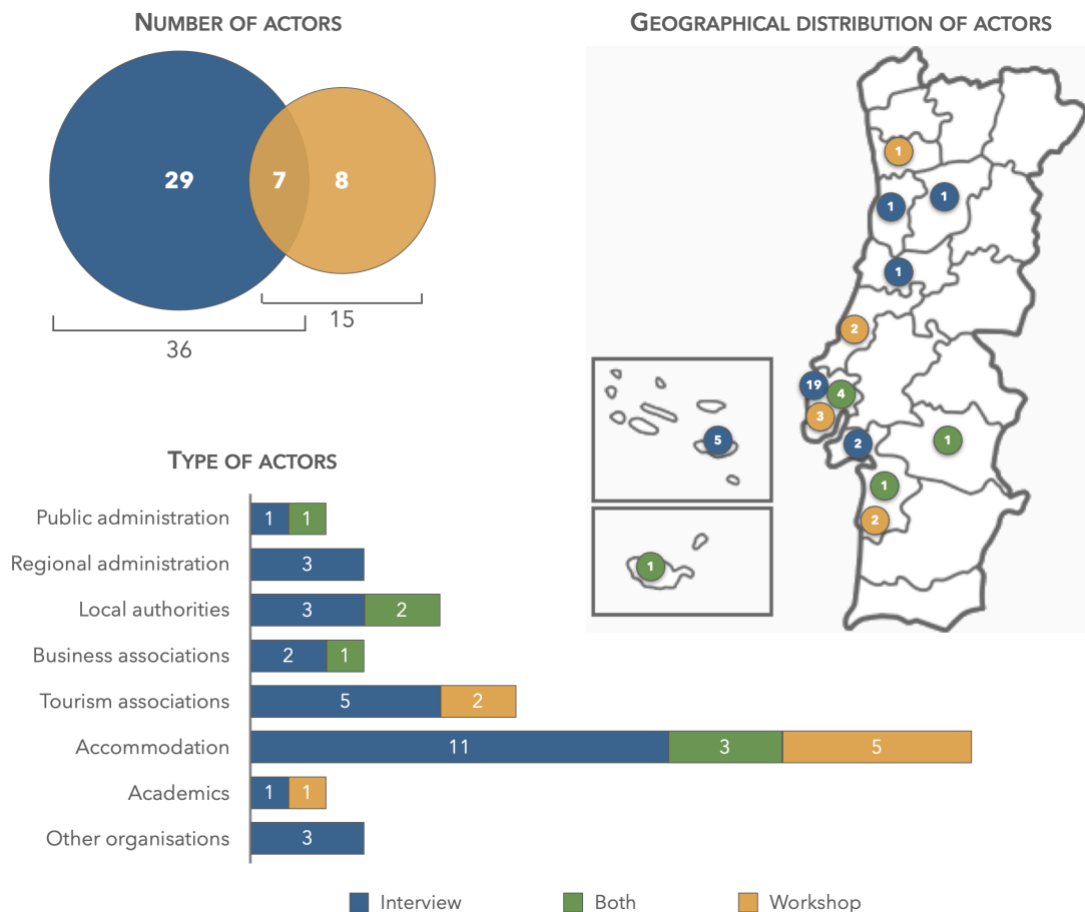 NUMBER OF ACTORS
29
7
8
15
36
GEOGRAPHICAL DISTRIBUTION OF ACTORS
1
1
1
1
2
19
4
3
2
1
1
2
5
1
TYPE OF ACTORS
Public administration 1 1
Regional administration 3
Local authorities 3 2
Business associations 2 1
Tourism associations 5 2
Accommodation 11 3 5
Academics 1 1
Other organisations 3
Interview Both Workshop